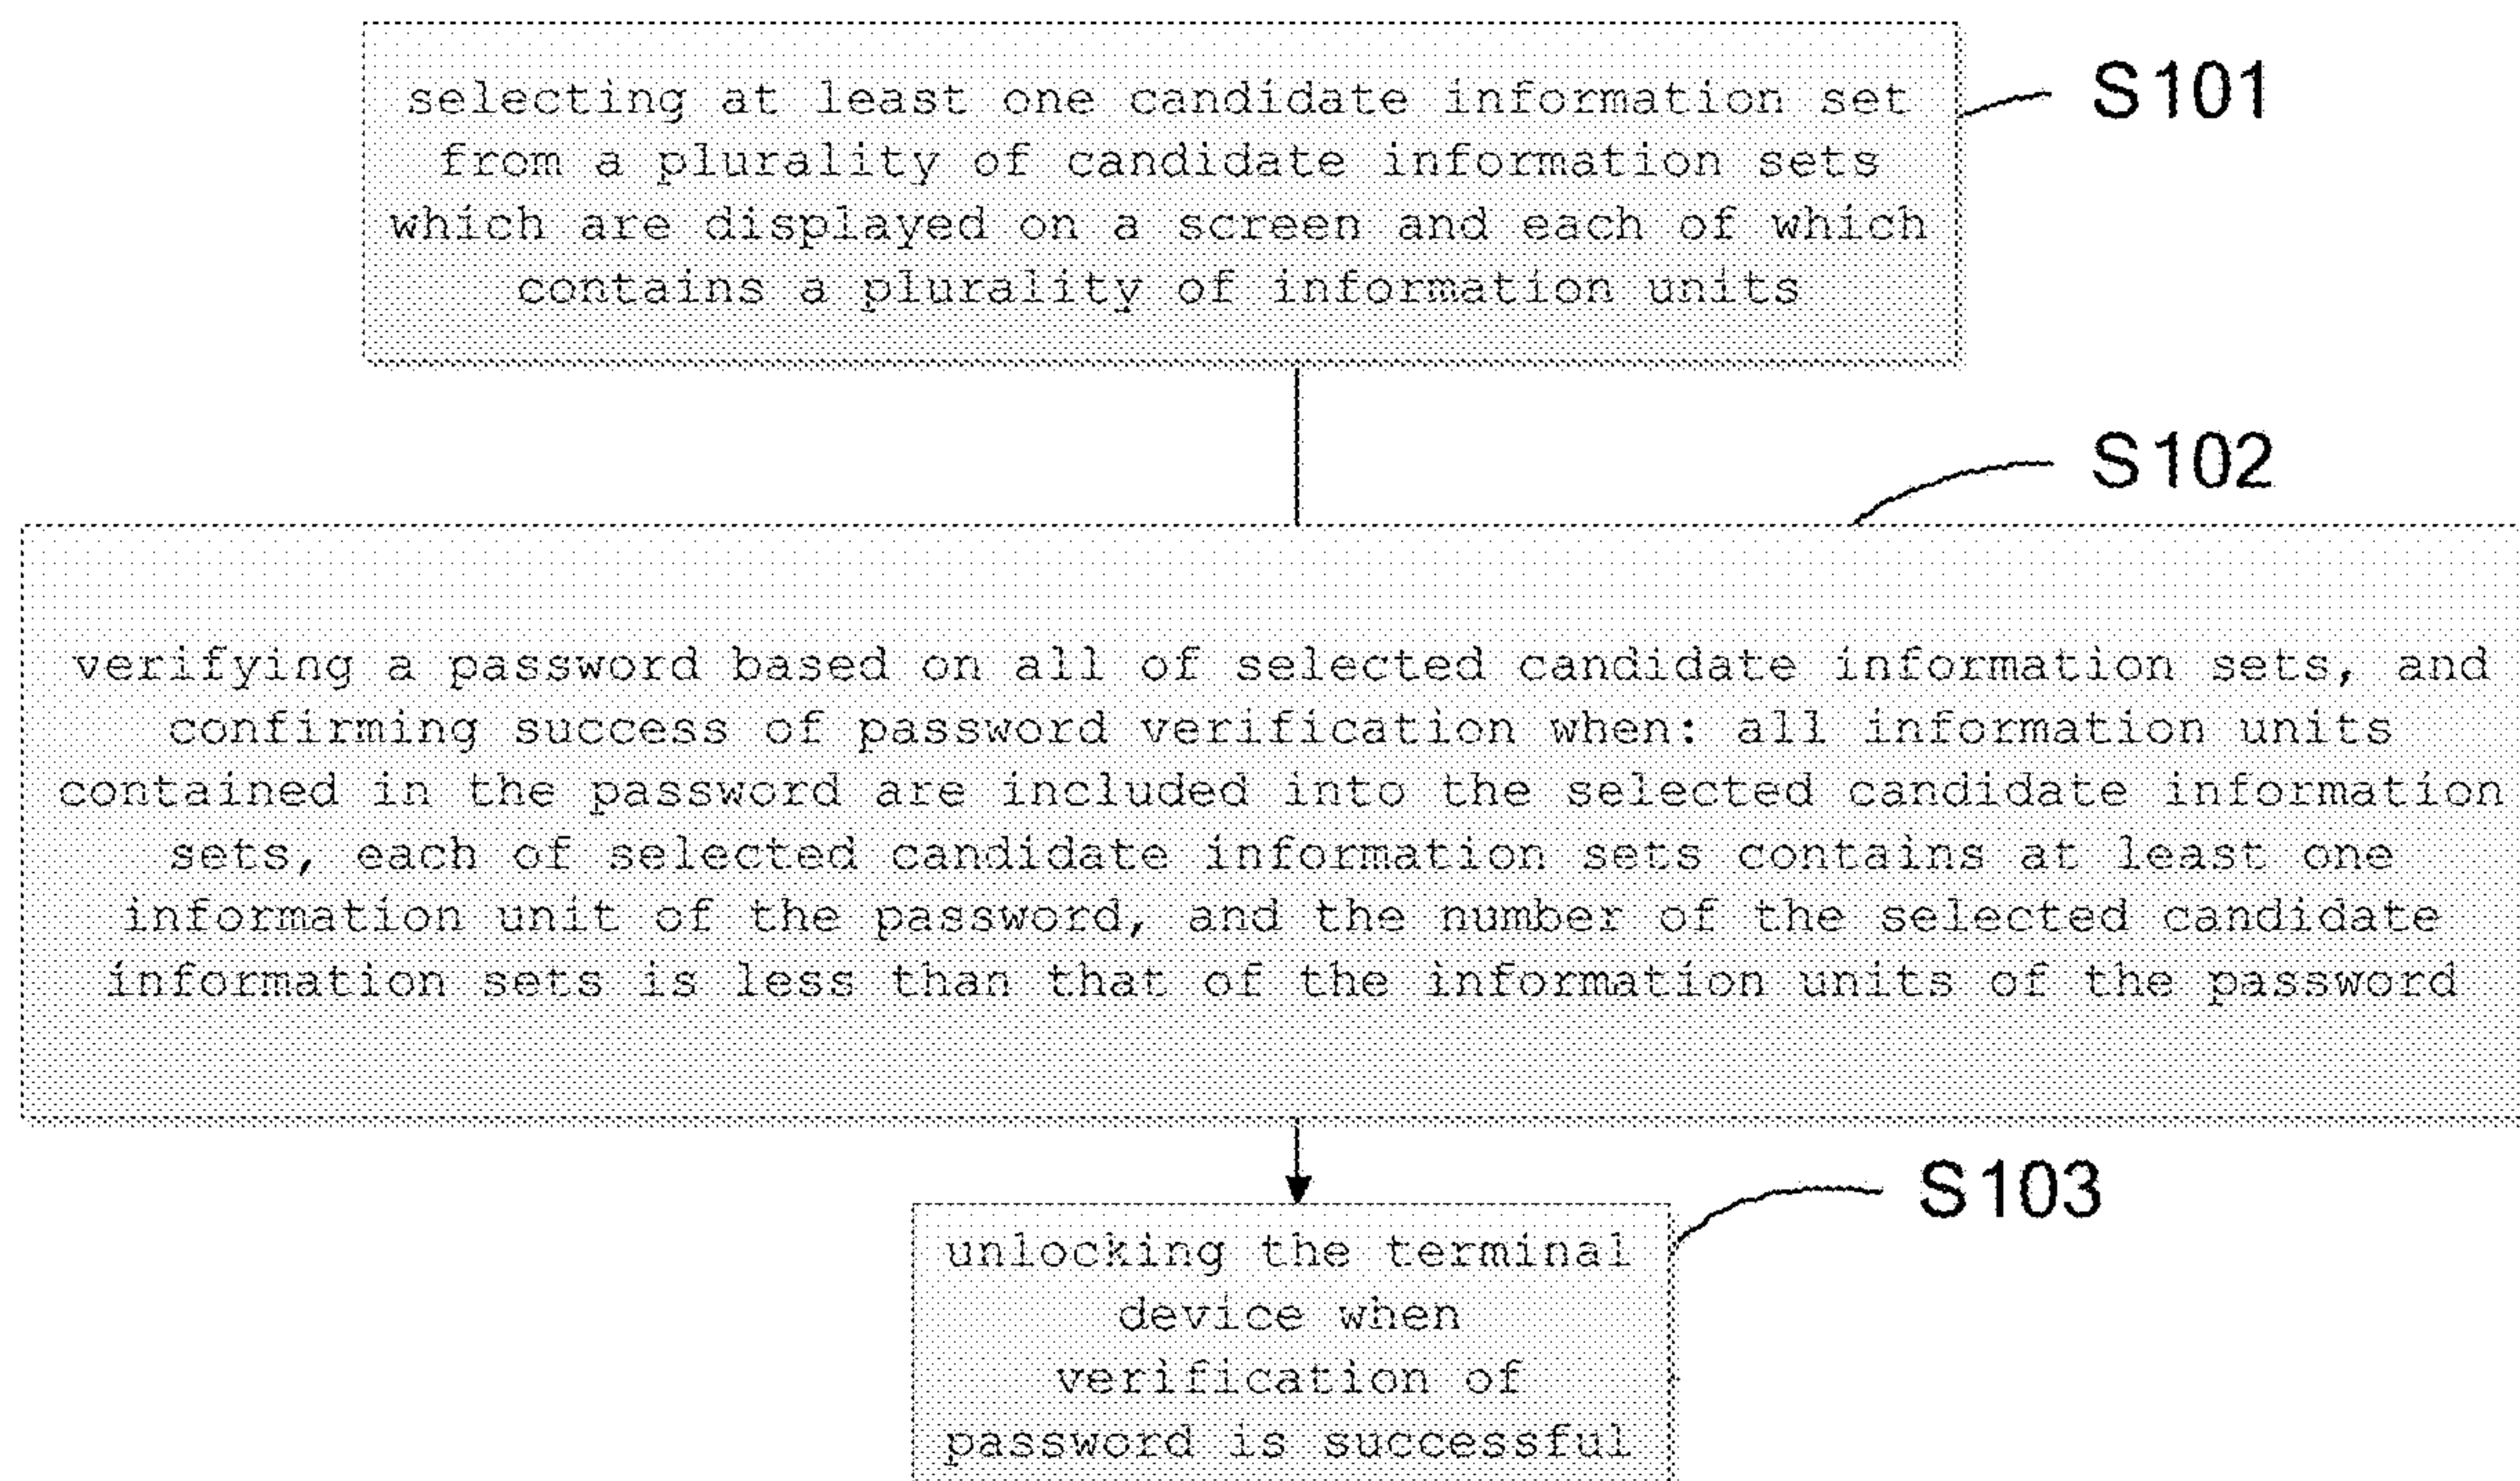 selecting at least one candidate information set
from a plurality of candidate information sets
which are displayed on a screen and each of which
contains a plurality of information units
S101
S102
verifying a password based on all of selected candidate information sets, and
confirming success of password verification when: all information units
contained in the password are included into the selected candidate information
sets, each of selected candidate information sets contains at least one
information unit of the password, and the number of the selected candidate
information sets is less than that of the information units of the password
S103
unlocking the terminal
device when
verification of
password is successful